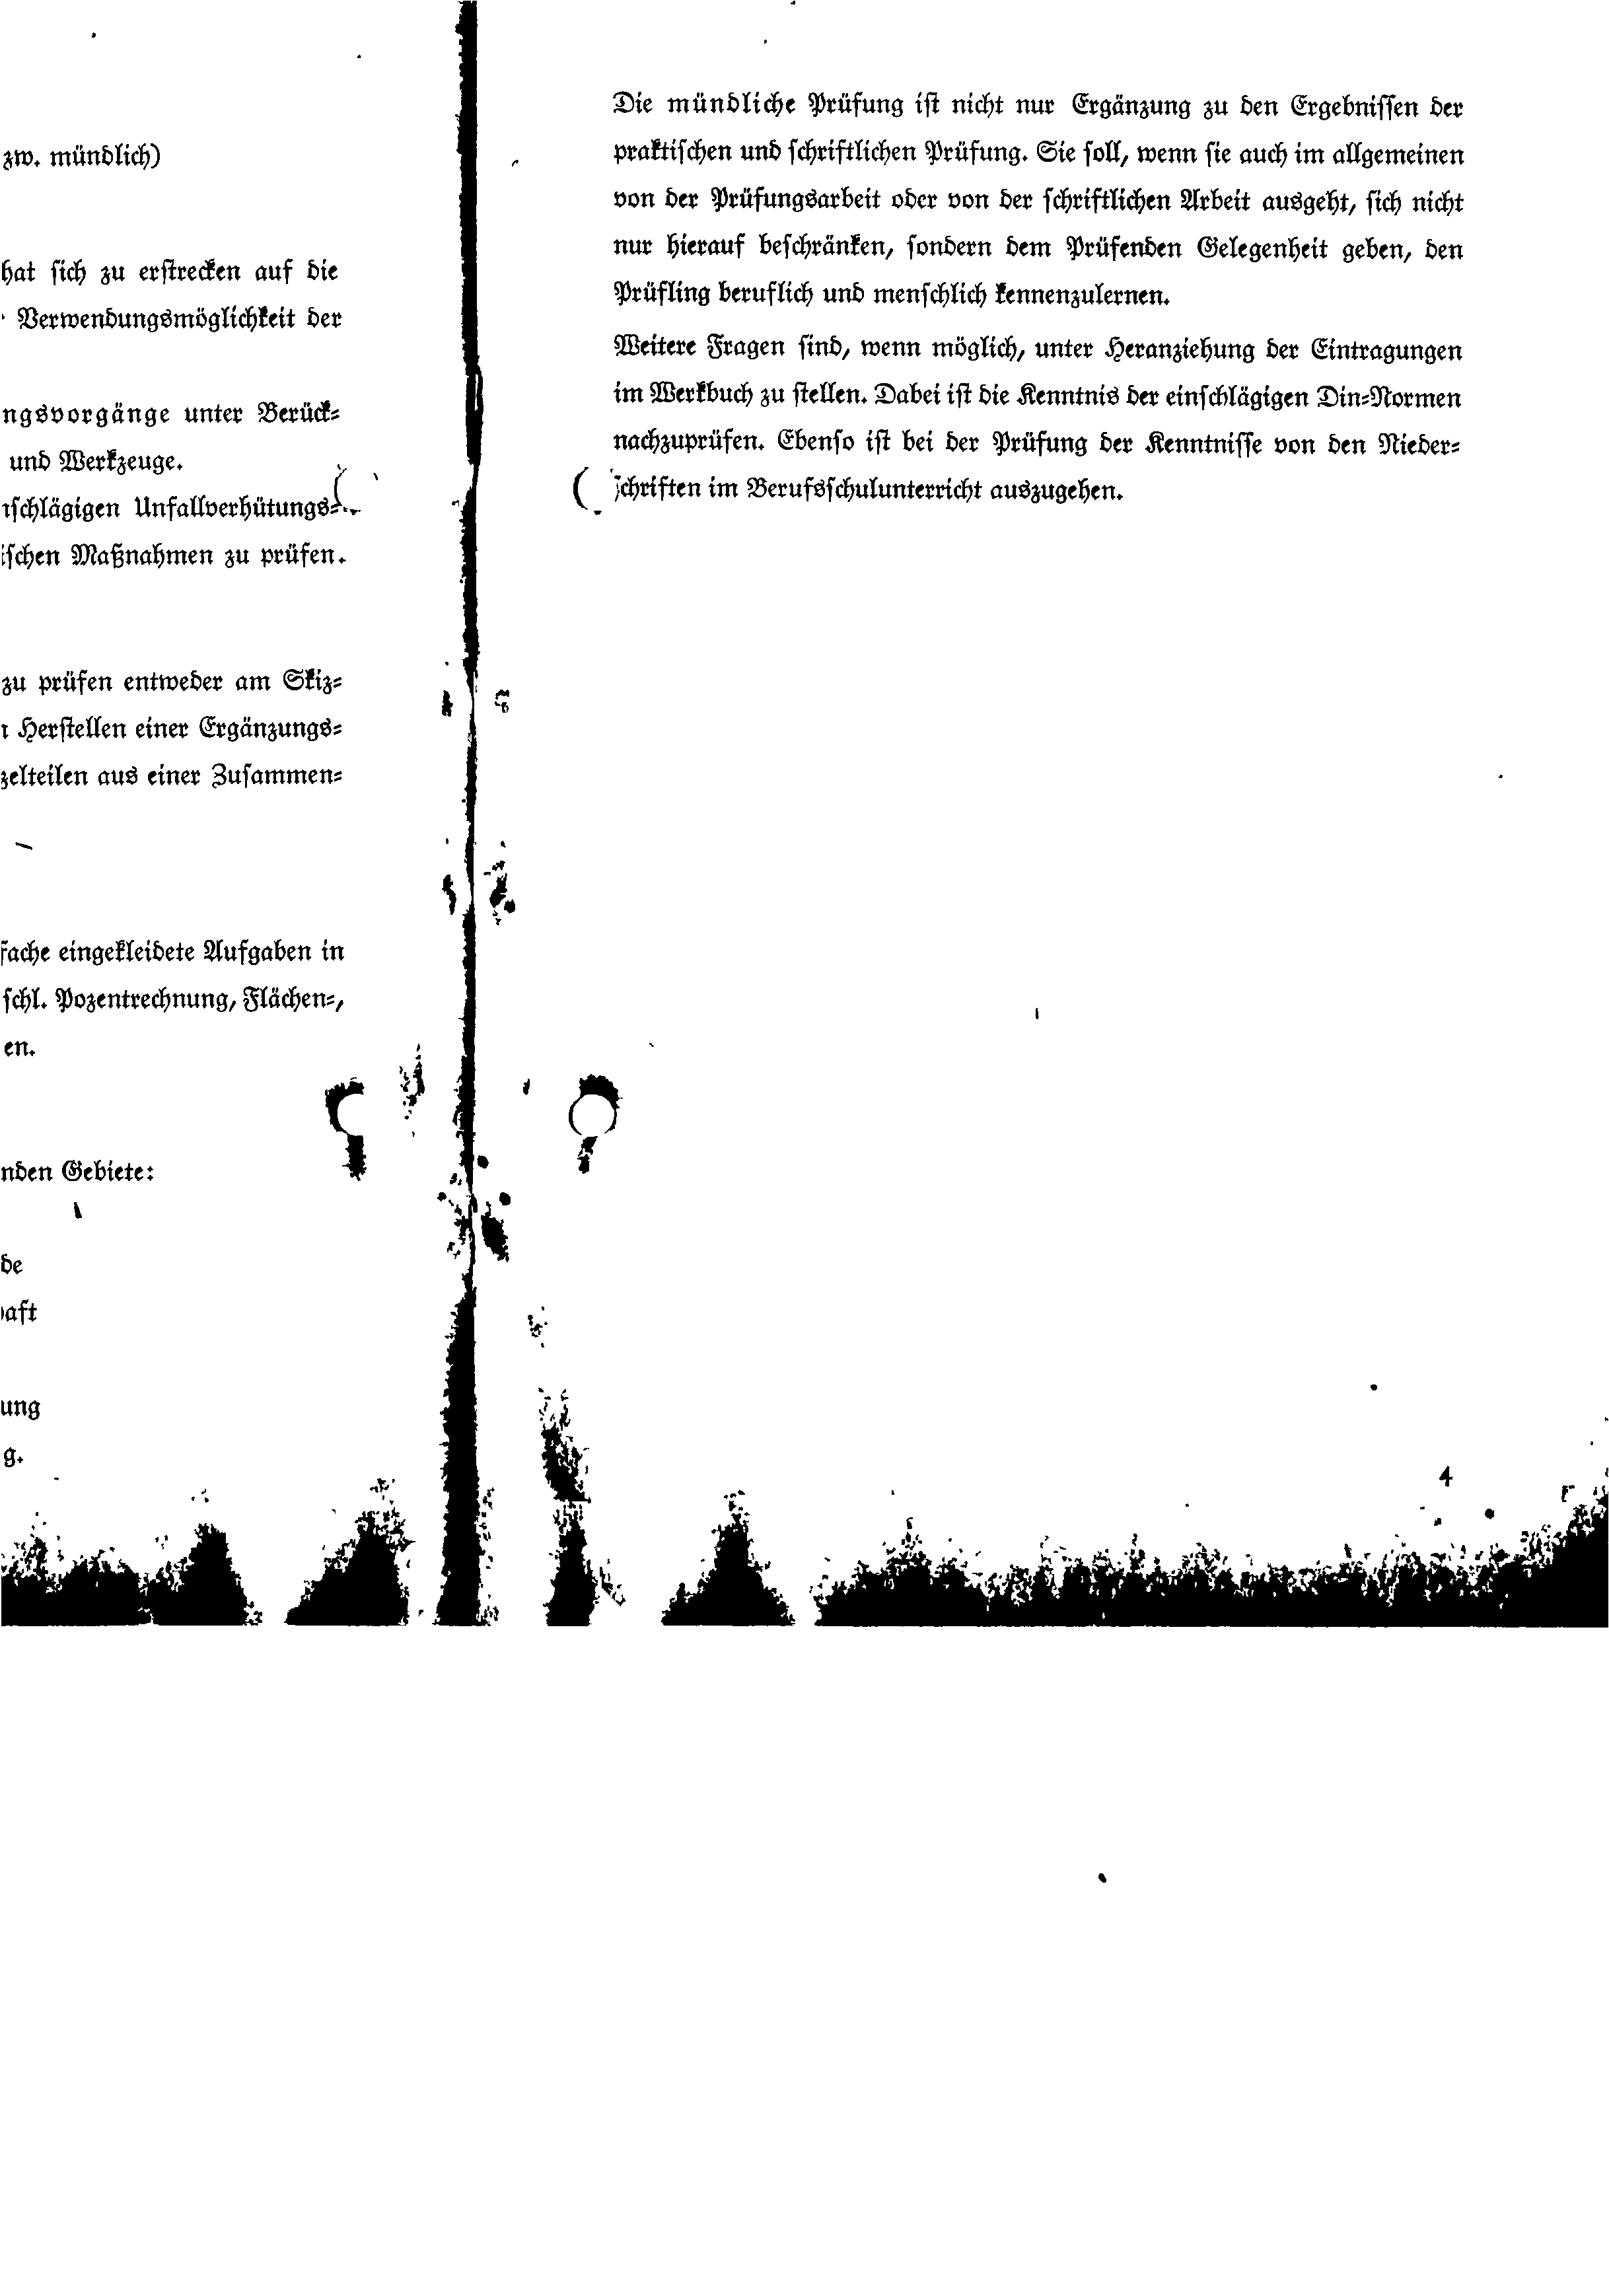 zw. mündlich)
hat sich zu erstrecken auf die
Verwendungsmöglichkeit der
ngsvorgänge unter Berück=
und Werkzeuge.
schlägigen Unfallverhütungs=
ischen Maßnahmen zu prüfen.
zu prüfen entweder am Skiz=
Herstellen einer Ergänzungs=
zelteilen aus einer Zusammen=
fache eingekleidete Aufgaben in
schl. Pozentrechnung, Flächen=,
en.
nden Gebiete:
de
aft
ung
g.
Die mündliche Prüfung ist nicht nur Ergänzung zu den Ergebnissen der
praktischen und schriftlichen Prüfung. Sie soll, wenn sie auch im allgemeinen
von der Prüfungsarbeit oder von der schriftlichen Arbeit ausgeht, sich nicht
nur hierauf beschränken, sondern dem Prüfenden Gelegenheit geben, den
Prüfling beruflich und menschlich kennenzulernen.
Weitere Fragen sind, wenn möglich, unter Heranziehung der Eintragungen
im Werkbuch zu stellen. Dabei ist die Kenntnis der einschlägigen Din=Normen
nachzuprüfen. Ebenso ist bei der Prüfung der Kenntnisse von den Nieder=
schriften im Berufsschulunterricht auszugehen.
4